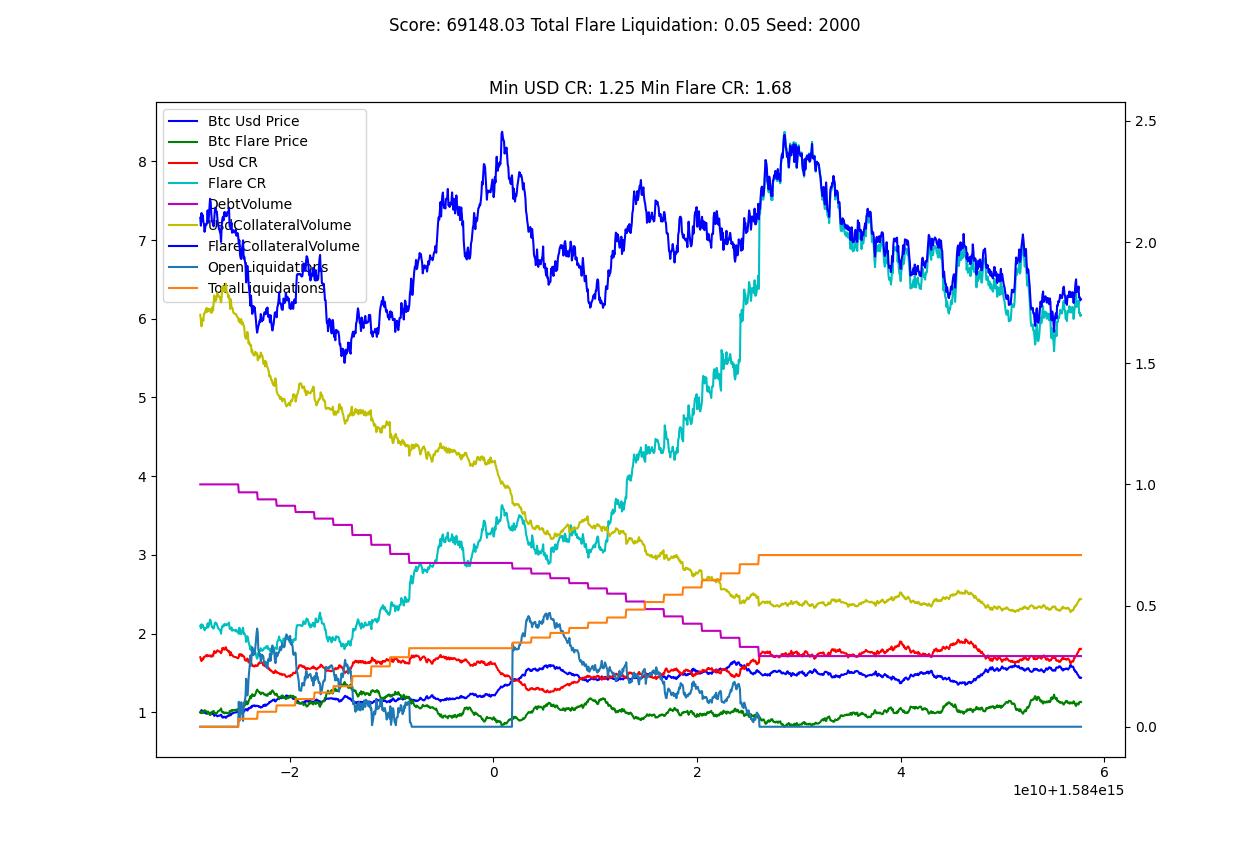 Score: 69148.03 Total Flare Liquidation: 0.05 Seed: 2000
Min USD CR: 1.25 Min Flare CR: 1.68
Btc Usd Price
Btc Flare Price
Usd CR
Flare CR
DebtVolume
UsdCollateralVolume
FlareCollateralVolume
OpenLiquidations
TotalLiquidations
8
7
6
5
4
3
2
1
2.5
2.0
1.5
1.0
0.5
0.0
−2
0
2
4
6
1e10+1.584e15